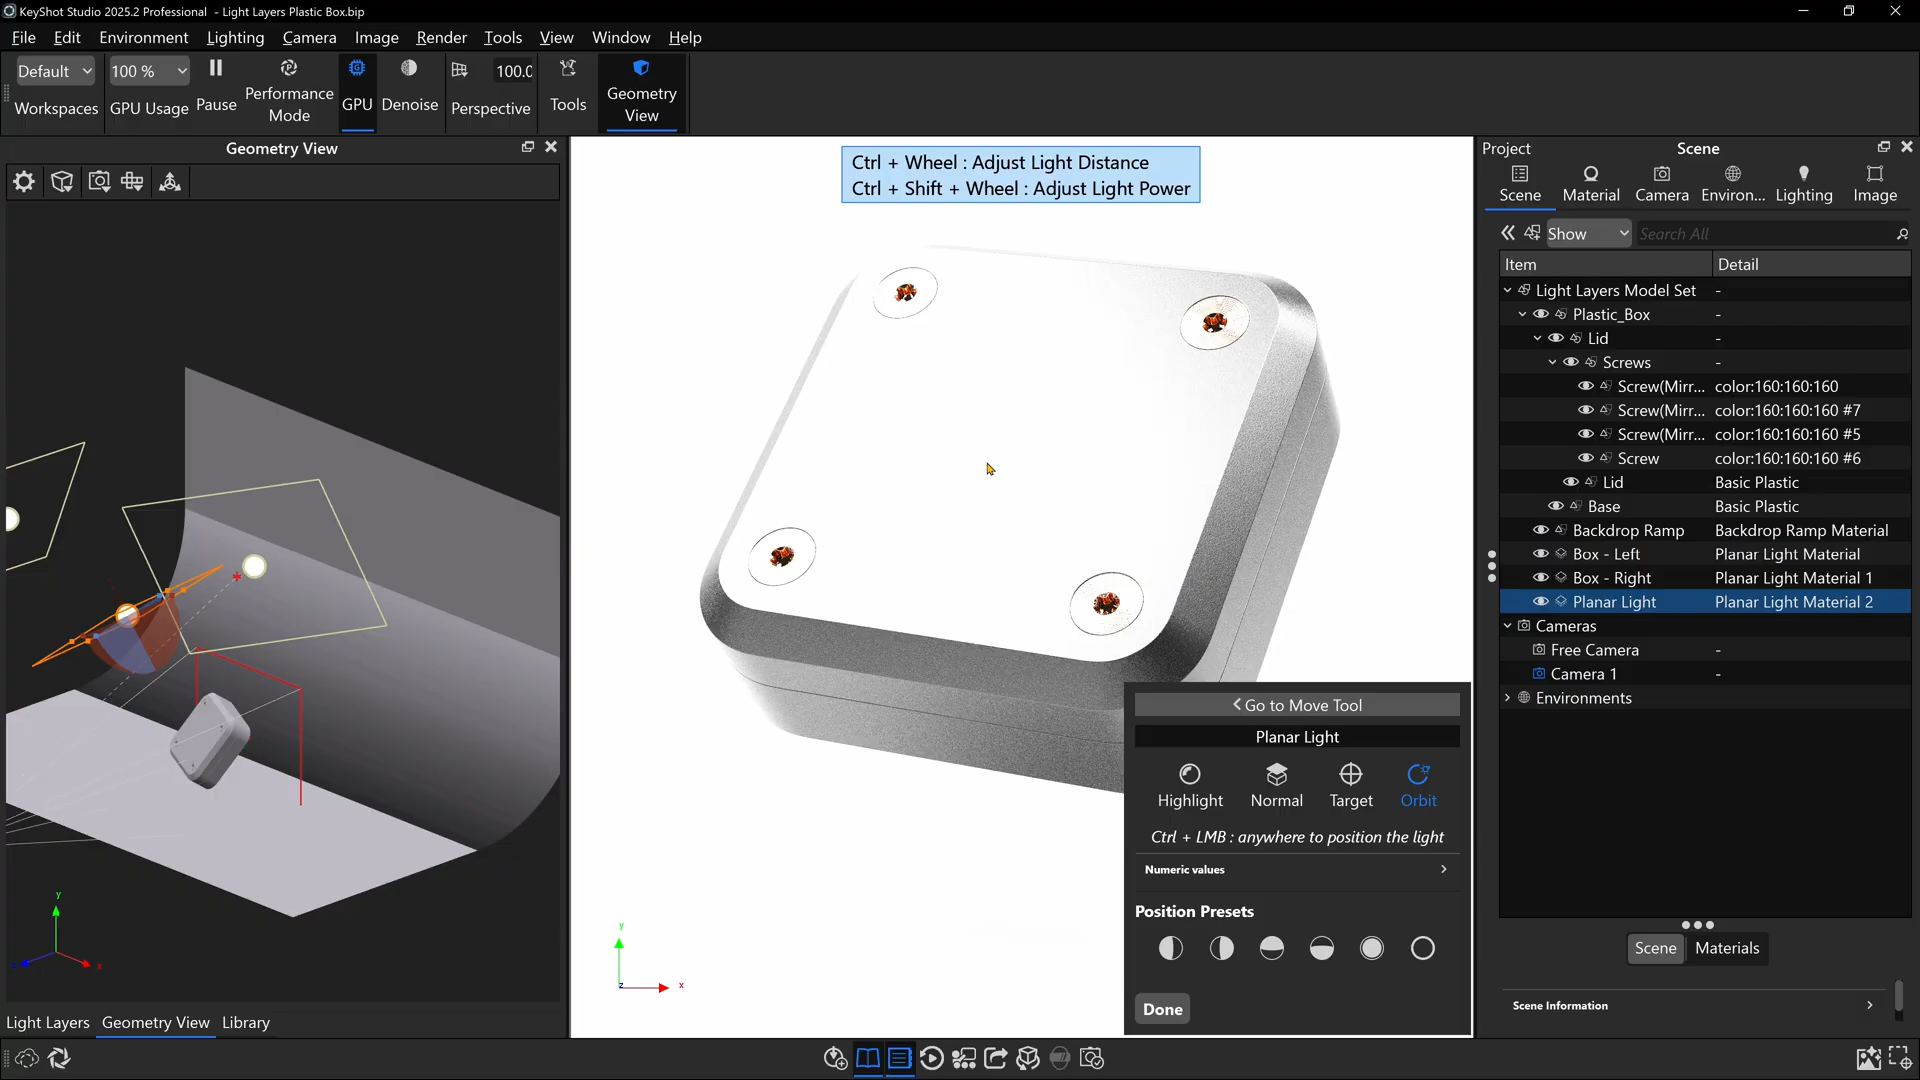 KeyShot Studio 2025.2 Professional - Light Layers Plastic Box.bip
File Edit Environment Lighting Camera Image Render Tools View Window Help
Default
100 %
100.0
Workspaces
GPU Usage
Pause
Performance
Mode
GPU
Denoise
Perspective
Tools
Geometry
View
Geometry View
Ctrl + Wheel : Adjust Light Distance
Ctrl + Shift + Wheel : Adjust Light Power
Project
Scene
Scene
Material
Camera
Environ...
Lighting
Image
Show
Search All
Item Detail
Light Layers Model Set -
Plastic_Box -
Lid -
Screws -
Screw(Mirr... color:160:160:160
Screw(Mirr... color:160:160:160 #7
Screw(Mirr... color:160:160:160 #5
Screw color:160:160:160 #6
Lid Basic Plastic
Base Basic Plastic
Backdrop Ramp Backdrop Ramp Material
Box - Left Planar Light Material
Box - Right Planar Light Material 1
Planar Light Planar Light Material 2
Cameras
Free Camera -
Camera 1 -
Environments
Go to Move Tool
Planar Light
Highlight
Normal
Target
Orbit
Ctrl + LMB : anywhere to position the light
Numeric values
Position Presets
Done
y
x
y
z
x
Scene
Materials
Scene Information
Light Layers
Geometry View
Library